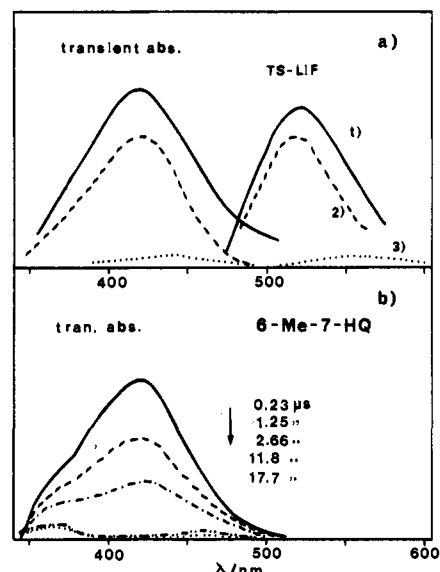 a)
transient abs.
TS-LIF
1)
2)
3)
400 500
b)
tran. abs. 6-Me-7-HQ
0.23 µs
1.25 "
2.66 "
11.8 "
17.7 "
400 500 600
λ/nm